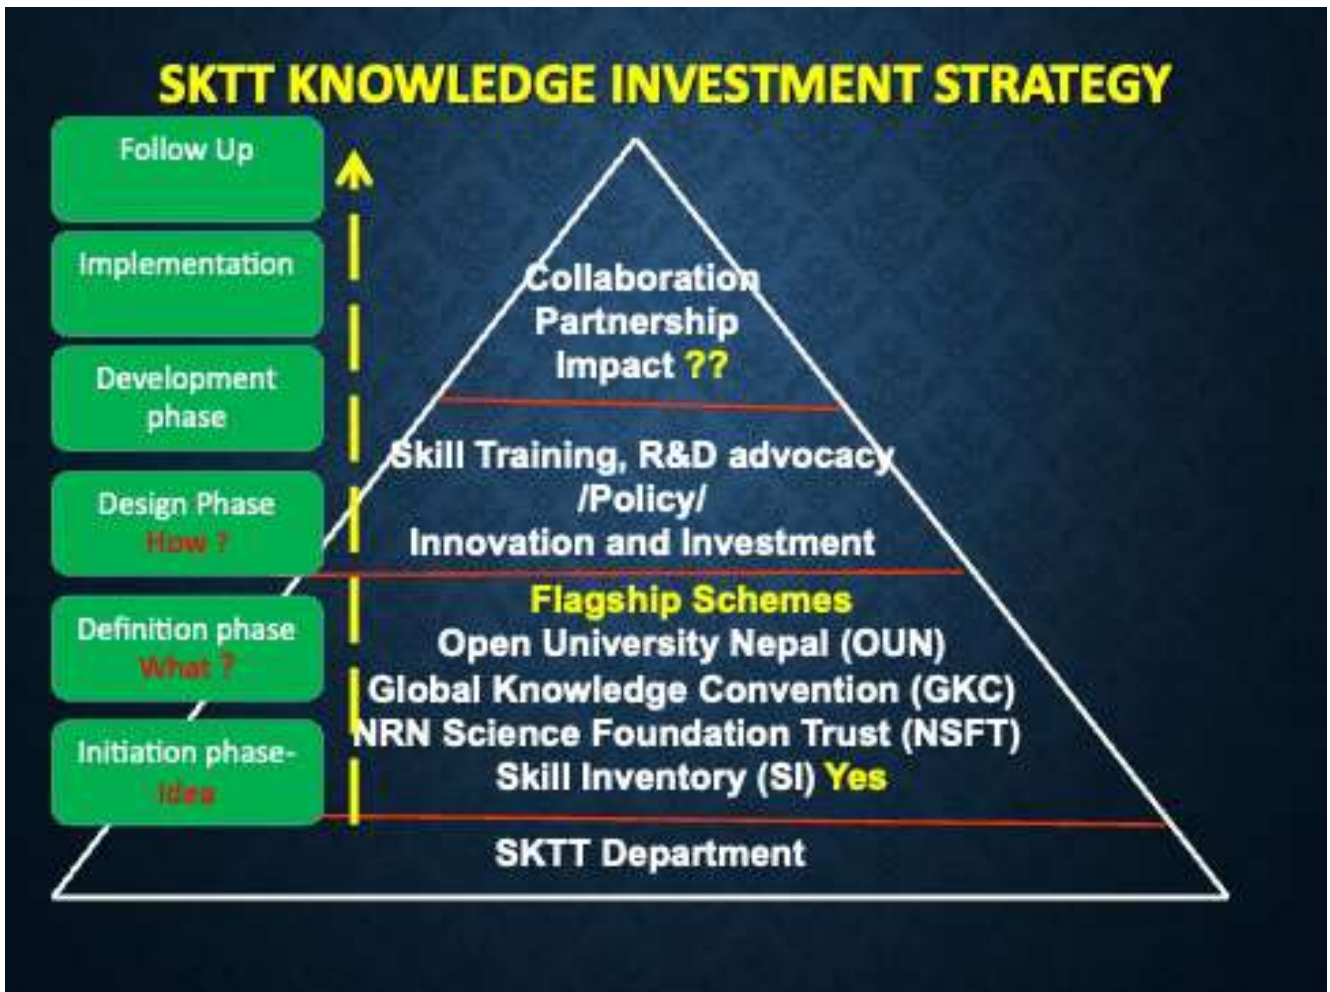 SKTT KNOWLEDGE INVESTMENT STRATEGY
Follow Up
Implementation
Development
phase
Design Phase
How ?
Definition phase
What ?
Initiation phase-
Idea
Collaboration
Partnership
Impact ??
Skill Training, R&D advocacy
/Policy/
Innovation and Investment
Flagship Schemes
Open University Nepal (OUN)
Global Knowledge Convention (GKC)
NRN Science Foundation Trust (NSFT)
Skill Inventory (SI) Yes
SKTT Department